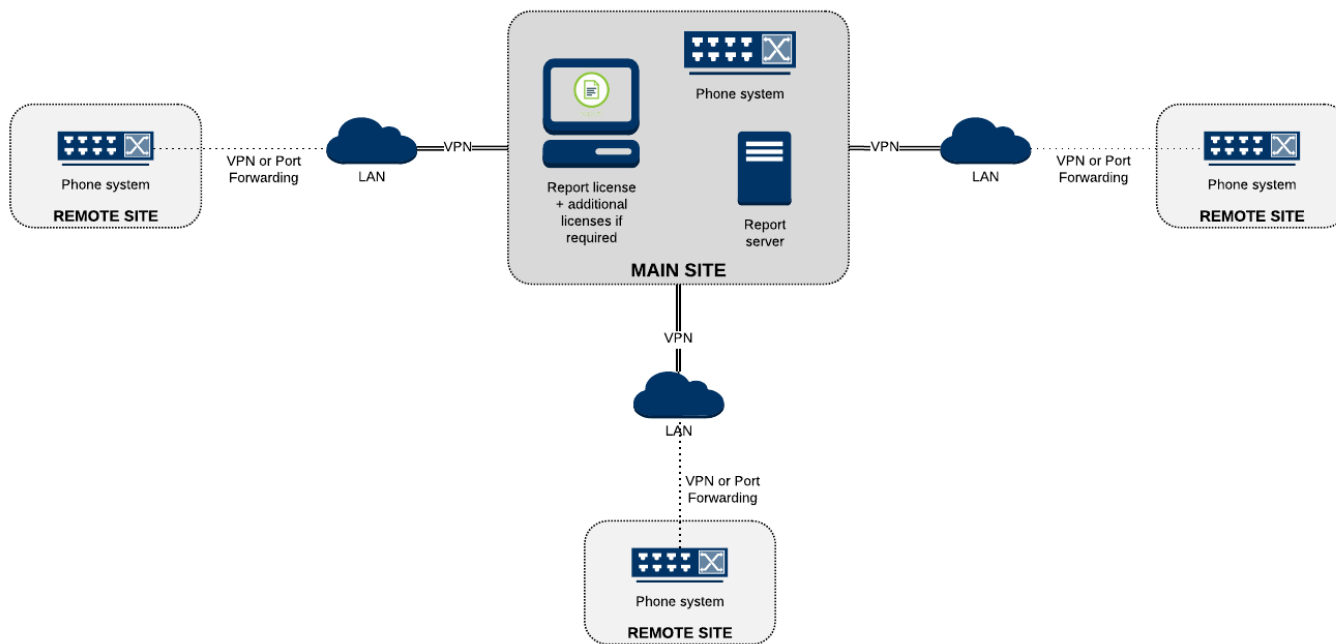 Phone system
Report license
+ additional
licenses if
required
Report
server
MAIN SITE
Phone system
REMOTE SITE
VPN or Port
Forwarding
LAN
VPN
VPN
LAN
VPN or Port
Forwarding
Phone system
REMOTE SITE
VPN
LAN
VPN or Port
Forwarding
Phone system
REMOTE SITE